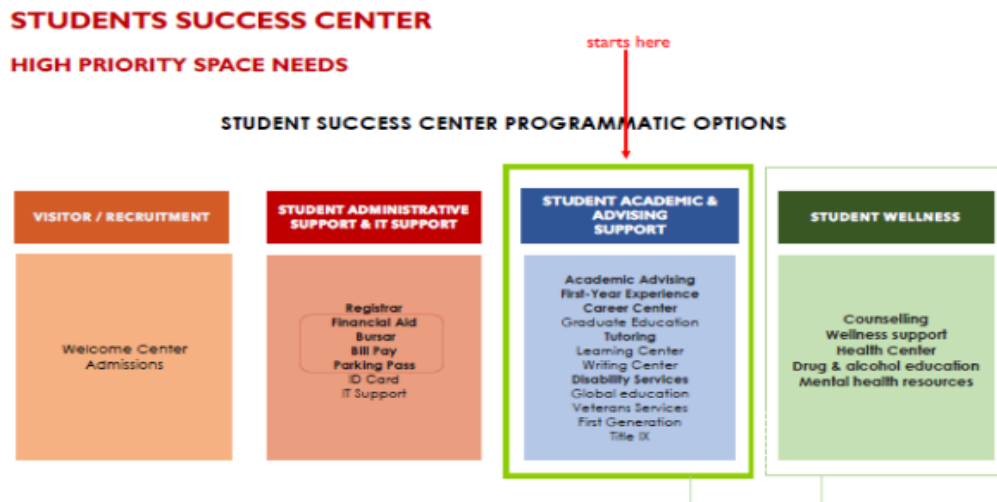 STUDENTS SUCCESS CENTER
HIGH PRIORITY SPACE NEEDS
starts here
STUDENT SUCCESS CENTER PROGRAMMATIC OPTIONS
VISITOR / RECRUITMENT
Welcome Center
Admissions
STUDENT ADMINISTRATIVE
SUPPORT & IT SUPPORT
Registrar
Financial Aid
Bursar
Bill Pay
Parking Pass
ID Card
IT Support
STUDENT ACADEMIC &
ADVISING
SUPPORT
Academic Advising
First-Year Experience
Career Center
Graduate Education
Tutoring
Learning Center
Writing Center
Disability Services
Global education
Veterans Services
First Generation
Title IX
STUDENT WELLNESS
Counselling
Wellness support
Health Center
Drug & alcohol education
Mental health resources